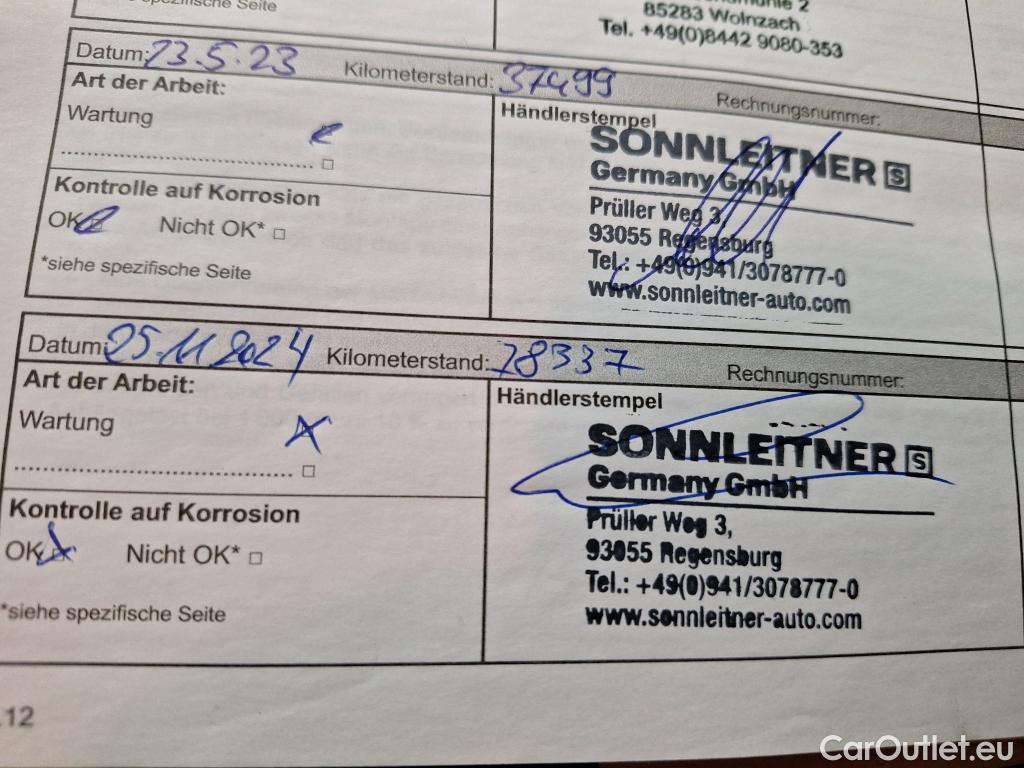 85283 Wolnzach
Tel. +49(0)8442 9080-353
Datum: 23.5.23 Kilometerstand: 37499 Rechnungsnummer:
Art der Arbeit:
Wartung
Händlerstempel
SONNLEITNER S
Germany GmbH
Prüller Weg 3,
93055 Regensburg
Tel.: +49(0)941/3078777-0
www.sonnleitner-auto.com
Kontrolle auf Korrosion
OK Nicht OK*
*siehe spezifische Seite
Datum: 25.11.2024 Kilometerstand: 78337 Rechnungsnummer:
Art der Arbeit:
Wartung
Händlerstempel
SONNLEITNER S
Germany GmbH
Prüller Weg 3,
93055 Regensburg
Tel.: +49(0)941/3078777-0
www.sonnleitner-auto.com
Kontrolle auf Korrosion
OK Nicht OK*
*siehe spezifische Seite
.12
CarOutlet.eu